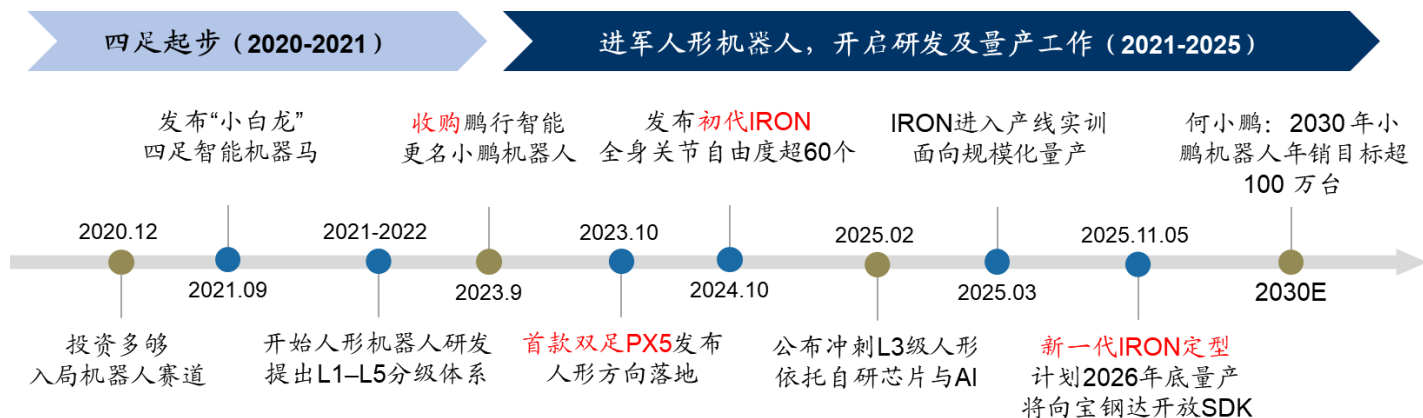 四足起步（2020-2021）
进军人形机器人，开启研发及量产工作（2021-2025）
发布“小白龙”
四足智能机器马
收购鹏行智能
更名小鹏机器人
发布初代IRON
全身关节自由度超60个
IRON进入产线实训
面向规模化量产
何小鹏：2030年小
鹏机器人年销目标超
100 万台
2020.12
2021-2022
2023.10
2025.02
2025.11.05
2021.09
2023.9
2024.10
2025.03
2030E
投资多够
入局机器人赛道
开始人形机器人研发
提出L1–L5分级体系
首款双足PX5发布
人形方向落地
公布冲刺L3级人形
依托自研芯片与AI
新一代IRON定型
计划2026年底量产
将向宝钢达开放SDK